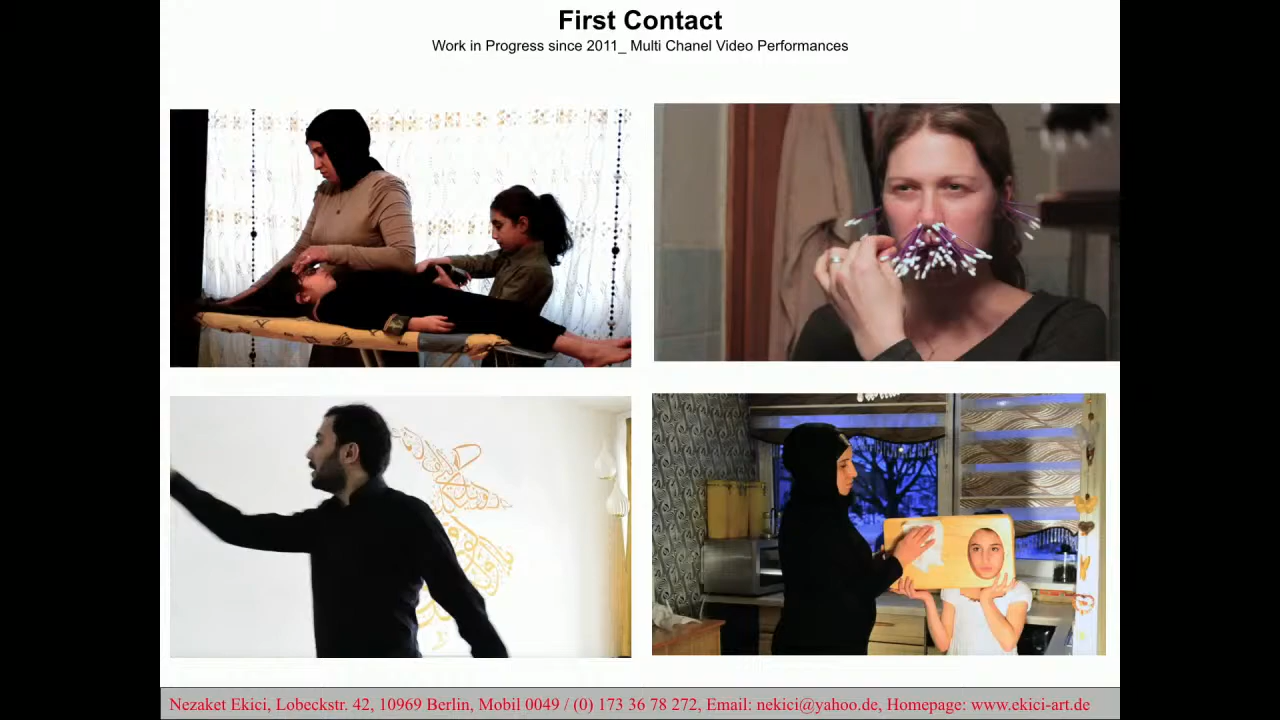 First Contact
Work in Progress since 2011_ Multi Chanel Video Performances
Nezaket Ekici, Lobeckstr. 42, 10969 Berlin, Mobil 0049 / (0) 173 36 78 272, Email: nekici@yahoo.de, Homepage: www.ekici-art.de